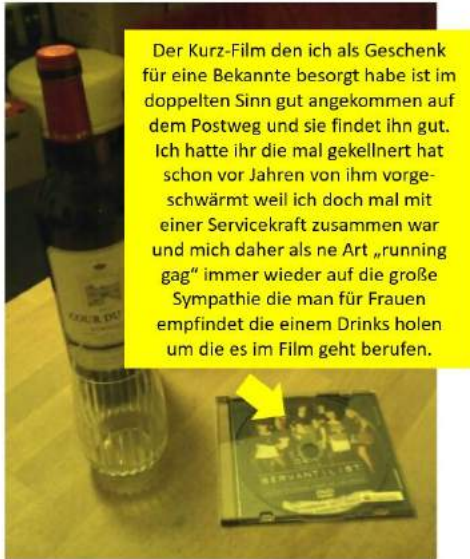 Der Kurz-Film den ich als Geschenk
für eine Bekannte besorgt habe ist im
doppelten Sinn gut angekommen auf
dem Postweg und sie findet ihn gut.
Ich hatte ihr die mal gekellnert hat
schon vor Jahren von ihm vorge-
schwärmt weil ich doch mal mit
einer Servicekraft zusammen war
und mich daher als ne Art „running
gag“ immer wieder auf die große
Sympathie die man für Frauen
empfindet die einem Drinks holen
um die es im Film geht berufen.
COUR DU
DVD